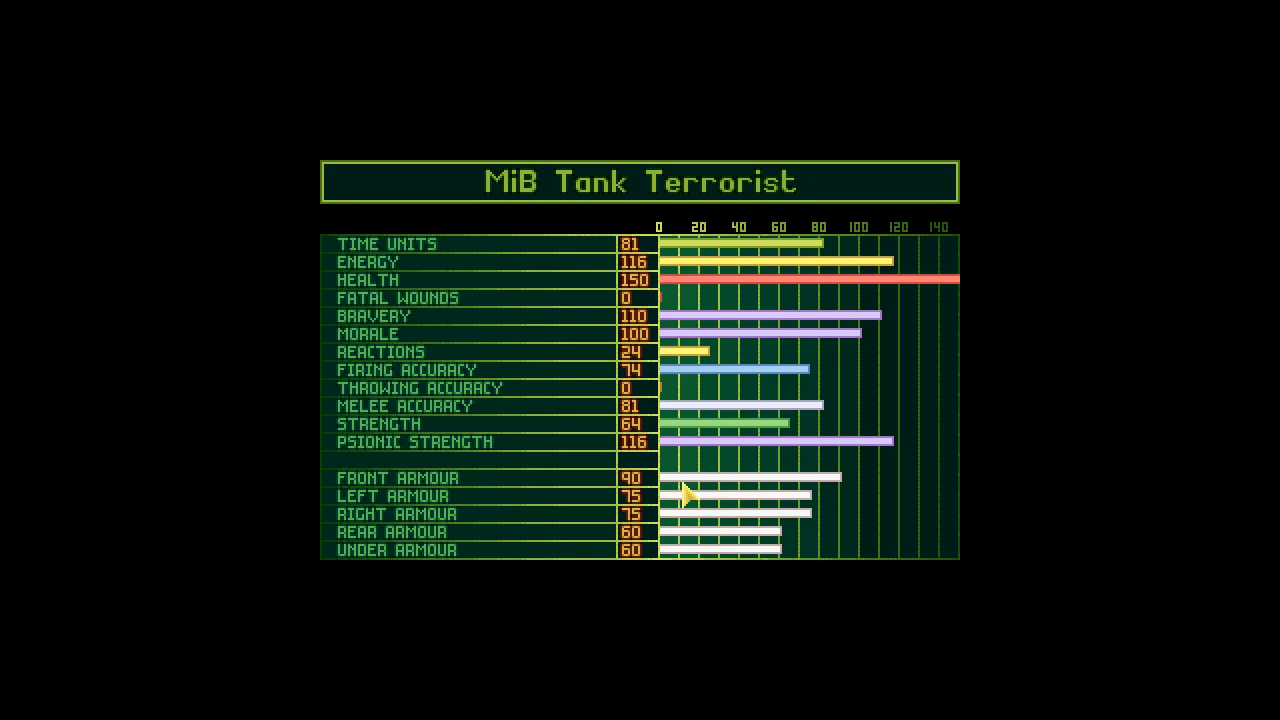 MiB Tank Terrorist
0 20 40 60 80 100 120 140
TIME UNITS 81
ENERGY 116
HEALTH 150
FATAL WOUNDS 0
BRAVERY 110
MORALE 100
REACTIONS 24
FIRING ACCURACY 74
THROWING ACCURACY 0
MELEE ACCURACY 81
STRENGTH 64
PSIONIC STRENGTH 116
FRONT ARMOUR 90
LEFT ARMOUR 75
RIGHT ARMOUR 75
REAR ARMOUR 60
UNDER ARMOUR 60